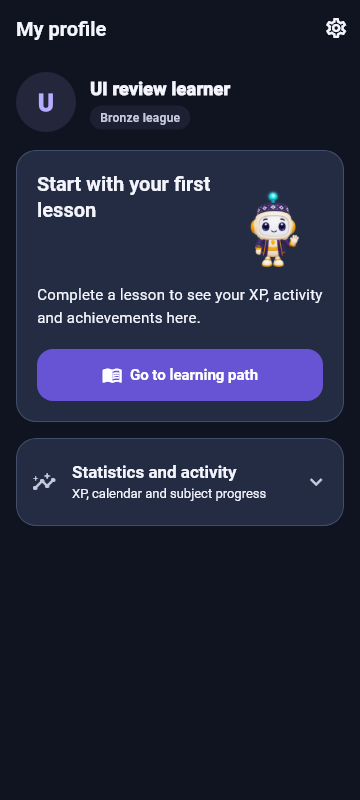 My profile
U
UI review learner
Bronze league
Start with your first
lesson
Complete a lesson to see your XP, activity
and achievements here.
Go to learning path
Statistics and activity
XP, calendar and subject progress